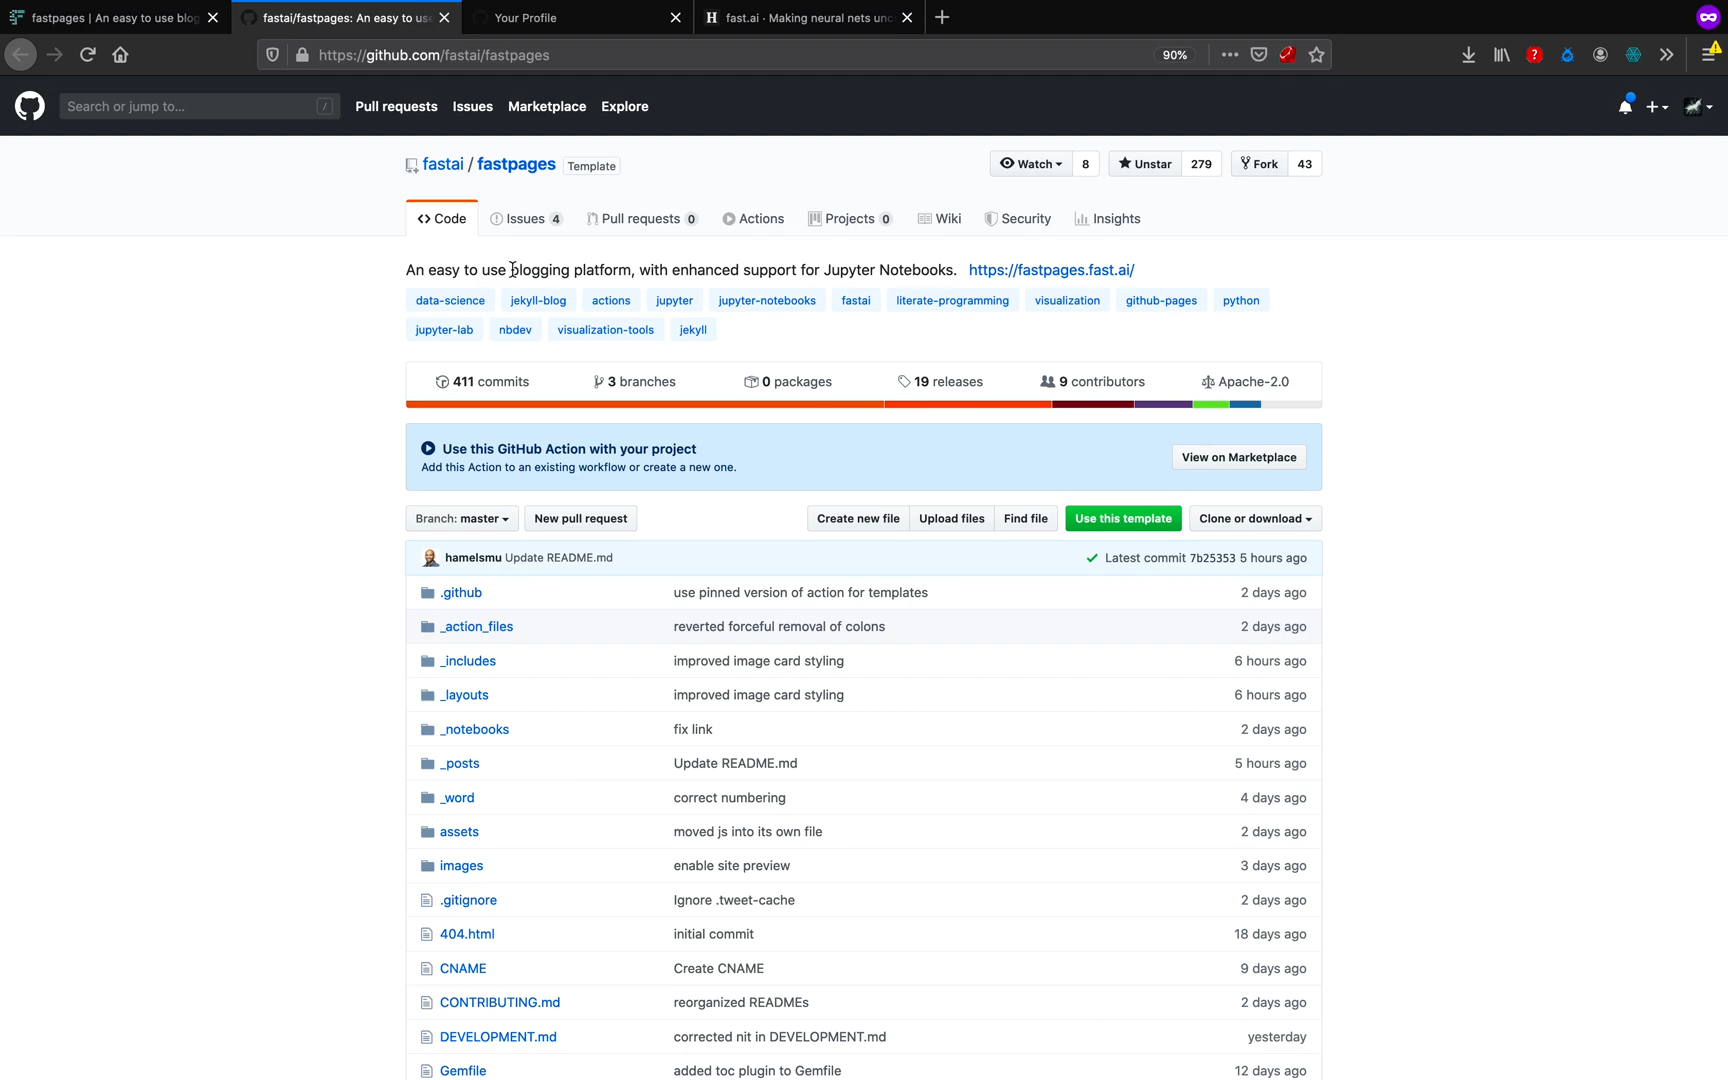 fastpages | An easy to use blog
fastai/fastpages: An easy to use
Your Profile
H fast.ai · Making neural nets unc
https://github.com/fastai/fastpages
90%
Search or jump to...
/
Pull requests
Issues
Marketplace
Explore
fastai / fastpages Template
Watch 8
Unstar 279
Fork 43
Code
Issues 4
Pull requests 0
Actions
Projects 0
Wiki
Security
Insights
An easy to use blogging platform, with enhanced support for Jupyter Notebooks. https://fastpages.fast.ai/
data-science jekyll-blog actions jupyter jupyter-notebooks fastai literate-programming visualization github-pages python
jupyter-lab nbdev visualization-tools jekyll
411 commits 3 branches 0 packages 19 releases 9 contributors Apache-2.0
Use this GitHub Action with your project
Add this Action to an existing workflow or create a new one.
View on Marketplace
Branch: master New pull request Create new file Upload files Find file Use this template Clone or download
hamelsmu Update README.md Latest commit 7b25353 5 hours ago
.github use pinned version of action for templates 2 days ago
_action_files reverted forceful removal of colons 2 days ago
_includes improved image card styling 6 hours ago
_layouts improved image card styling 6 hours ago
_notebooks fix link 2 days ago
_posts Update README.md 5 hours ago
_word correct numbering 4 days ago
assets moved js into its own file 2 days ago
images enable site preview 3 days ago
.gitignore Ignore .tweet-cache 2 days ago
404.html initial commit 18 days ago
CNAME Create CNAME 9 days ago
CONTRIBUTING.md reorganized READMEs 2 days ago
DEVELOPMENT.md corrected nit in DEVELOPMENT.md yesterday
Gemfile added toc plugin to Gemfile 12 days ago